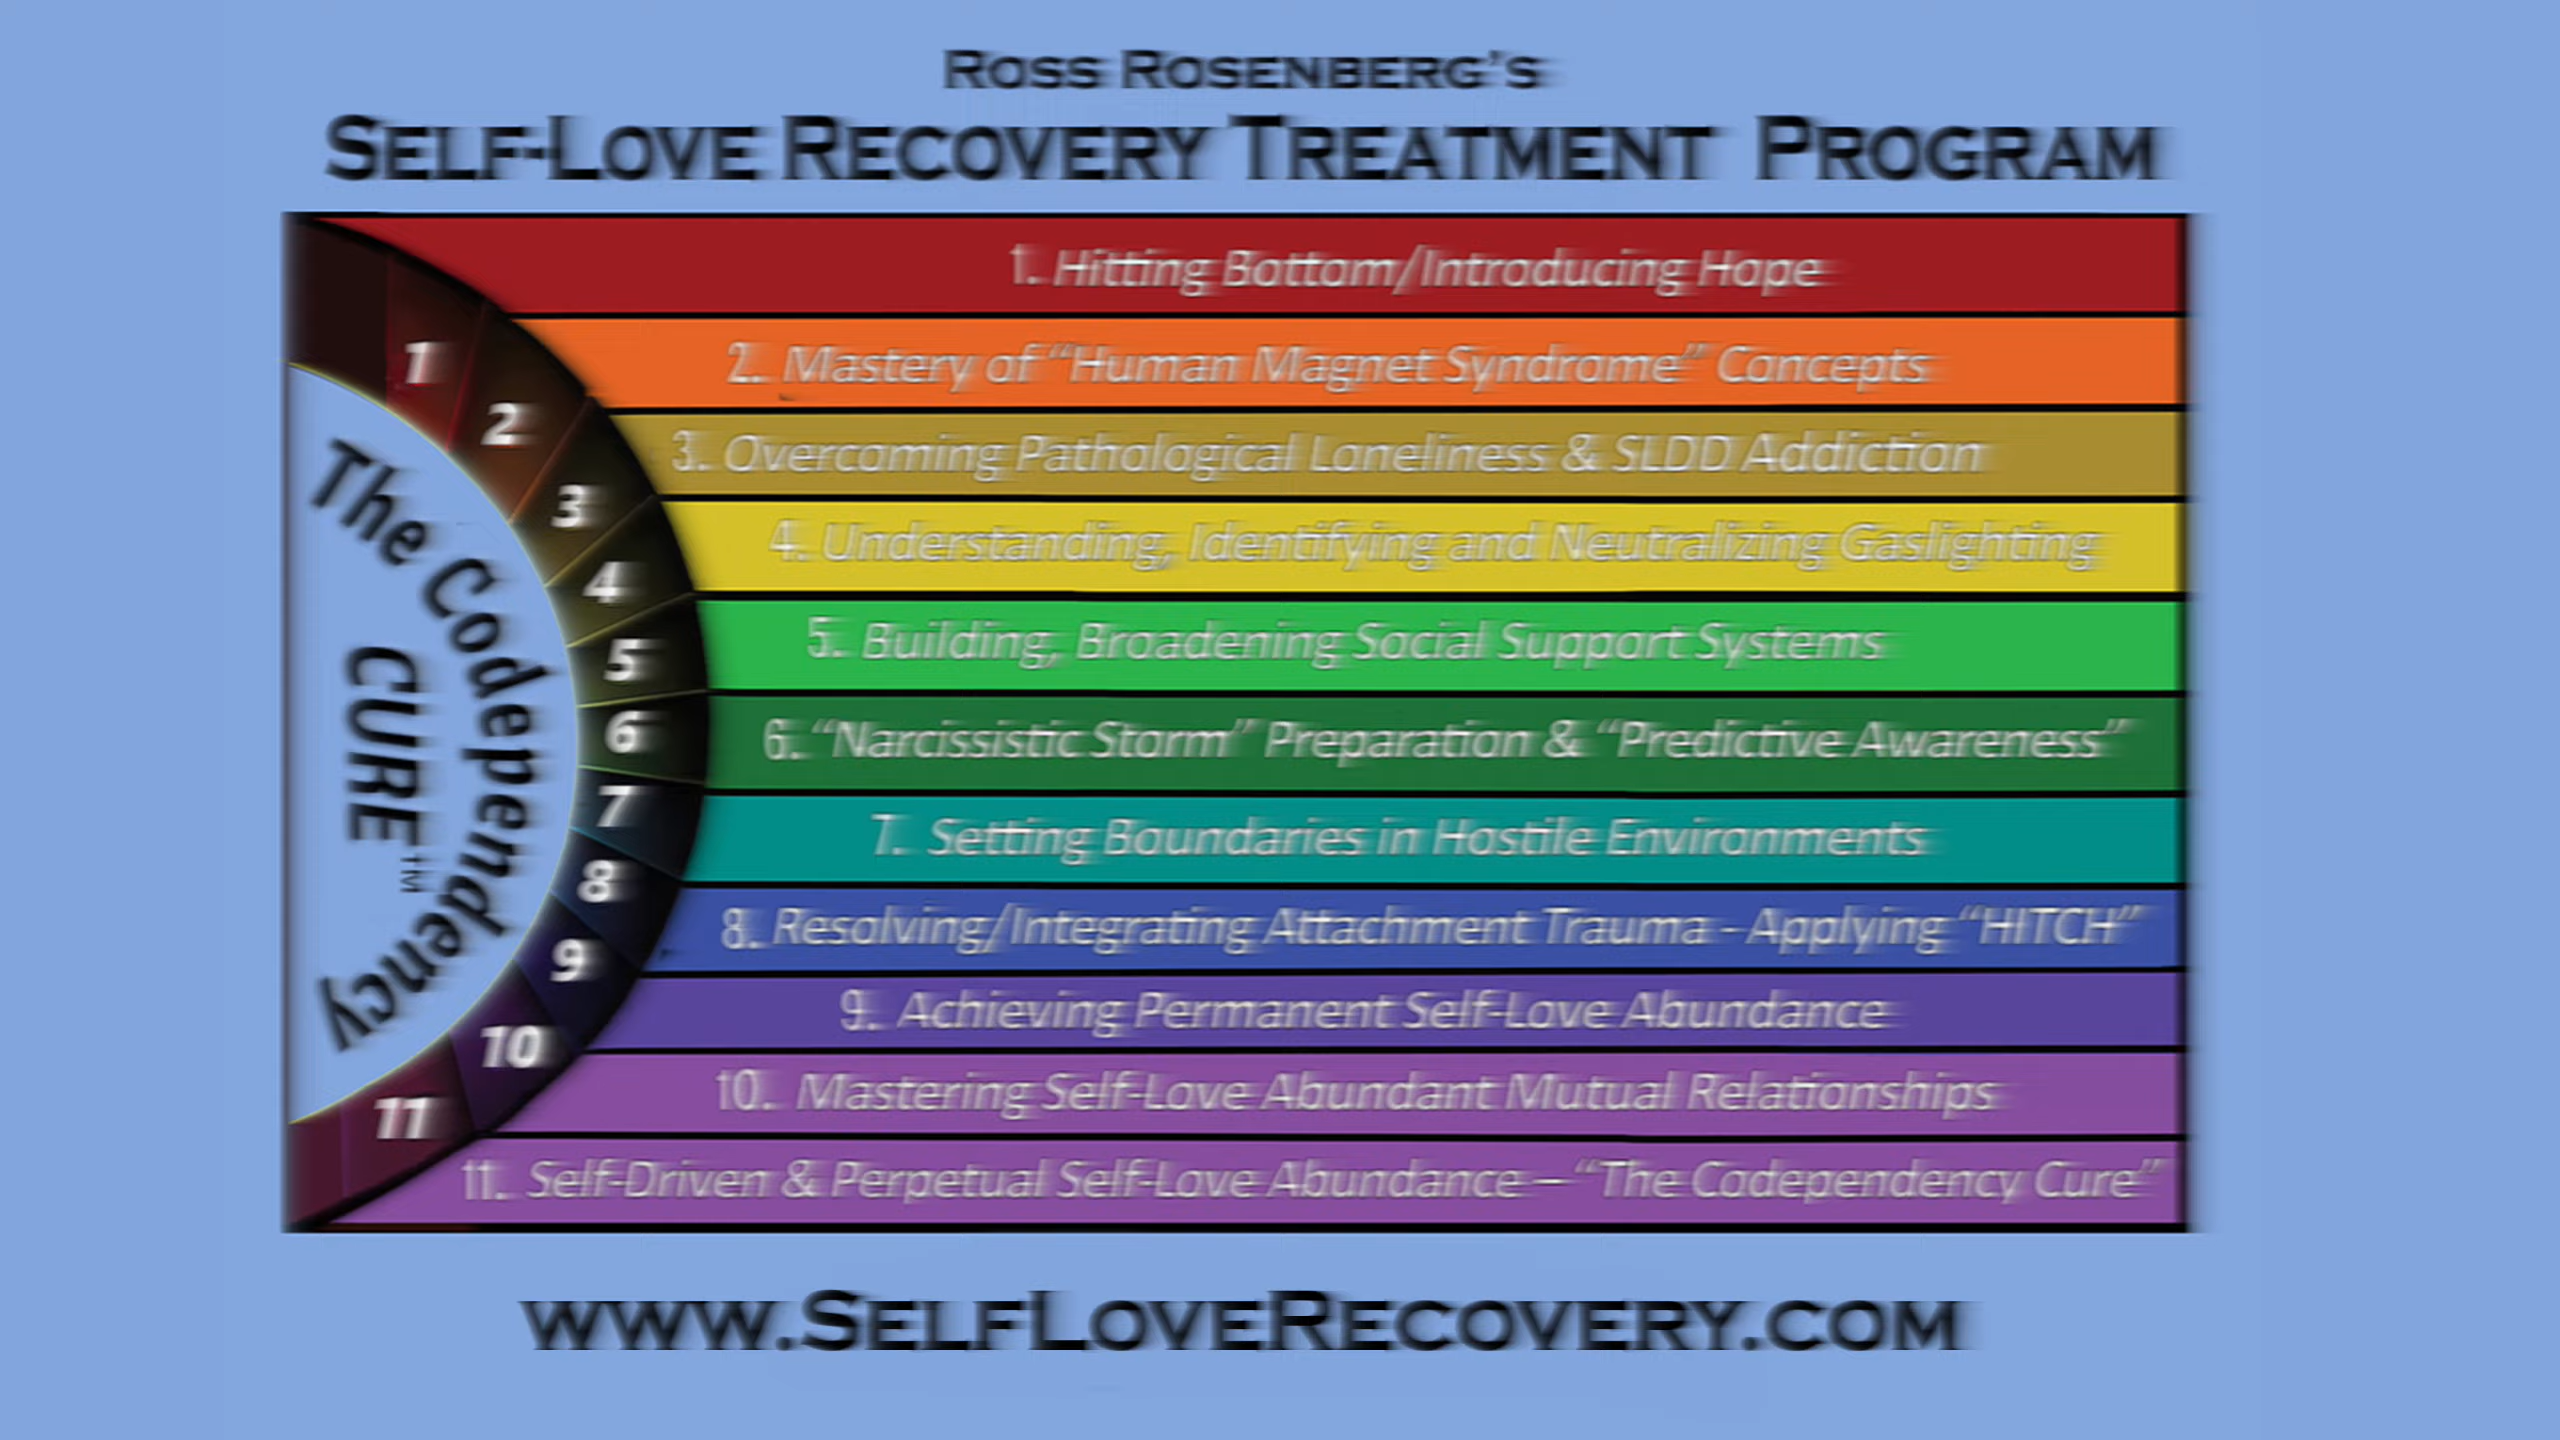 Ross Rosenberg's
Self-Love Recovery Treatment Program
1. Hitting Bottom/Introducing Hope
2. Mastery of “Human Magnet Syndrome” Concepts
3. Overcoming Pathological Loneliness & SLDD Addiction
4. Understanding, Identifying and Neutralizing Gaslighting
5. Building, Broadening Social Support Systems
6. “Narcissistic Storm” Preparation & “Predictive Awareness”
7. Setting Boundaries in Hostile Environments
8. Resolving/Integrating Attachment Trauma - Applying “HITCH”
9. Achieving Permanent Self-Love Abundance
10. Mastering Self-Love Abundant Mutual Relationships
11. Self-Driven & Perpetual Self-Love Abundance – “The Codependency Cure”
1
2
3
4
5
6
7
8
9
10
11
The Codependency
CURE™
www.SelfLoveRecovery.com